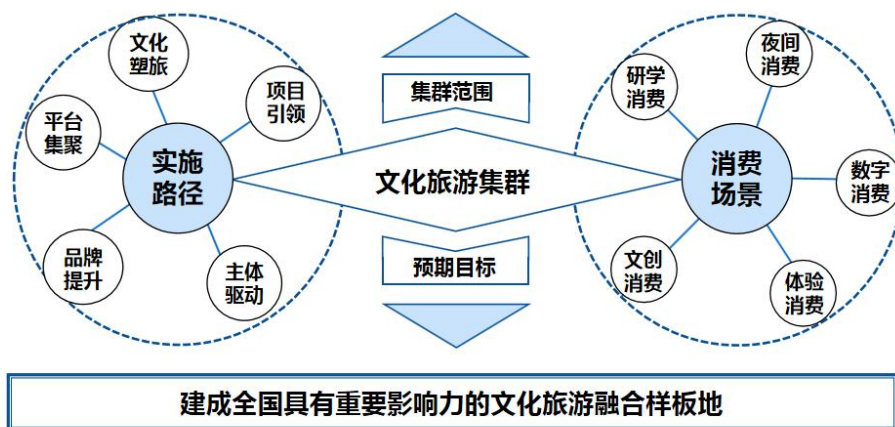 文化
塑旅
项目
引领
平台
集聚
实施
路径
品牌
提升
主体
驱动
集群范围
文化旅游集群
预期目标
夜间
消费
研学
消费
消费
场景
数字
消费
文创
消费
体验
消费
建成全国具有重要影响力的文化旅游融合样板地